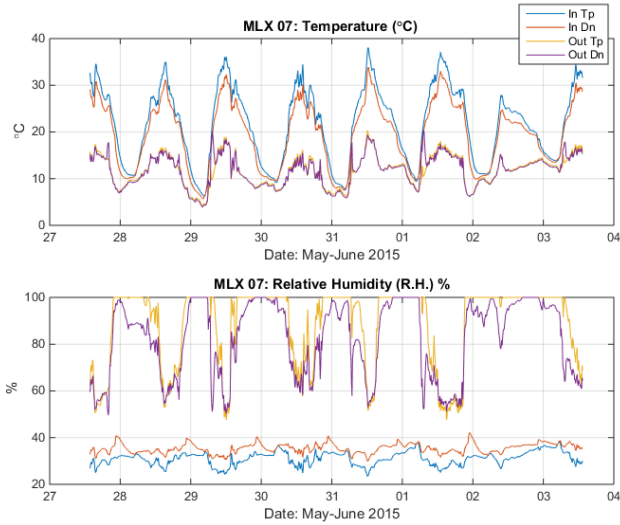 MLX 07: Temperature (°C)
In Tp
In Dn
Out Tp
Out Dn
40
30
20
10
0
°C
27 28 29 30 31 01 02 03 04
Date: May-June 2015
MLX 07: Relative Humidity (R.H.) %
100
80
60
40
20
%
27 28 29 30 31 01 02 03 04
Date: May-June 2015